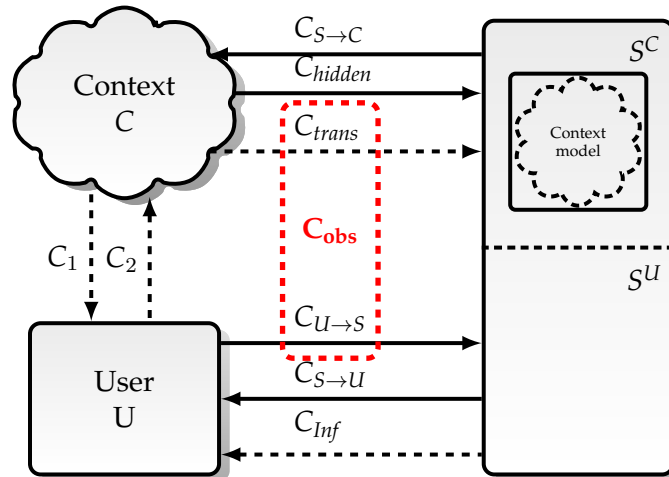 C_{S→C}
S^C
C_{hidden}
Context
C
C_{trans}
Context
model
C_{obs}
C_1
C_2
S^U
C_{U→S}
C_{S→U}
User
U
C_{Inf}